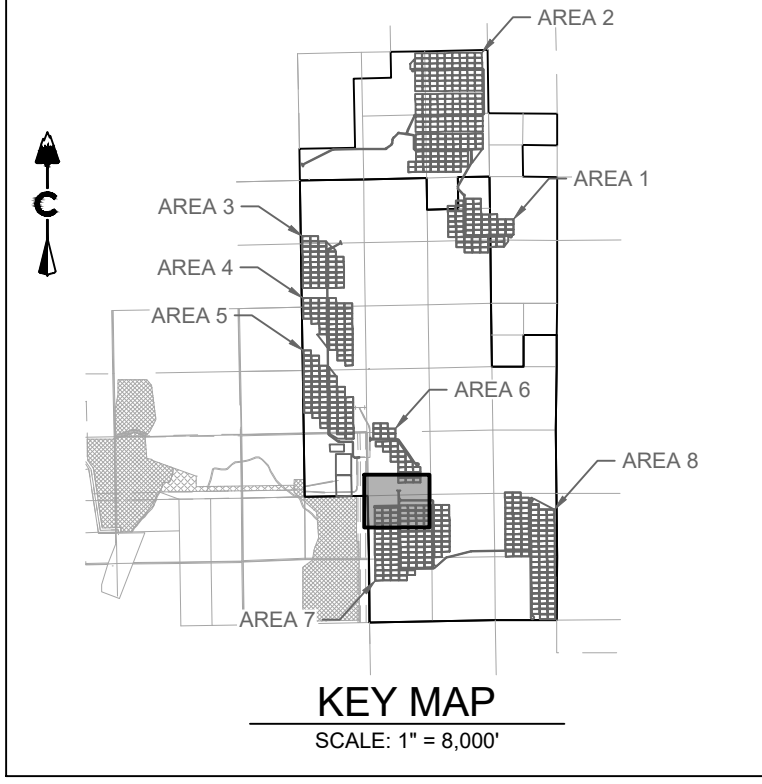 AREA 2
AREA 1
AREA 3
AREA 4
AREA 5
AREA 6
AREA 8
AREA 7
C
KEY MAP
SCALE: 1" = 8,000'